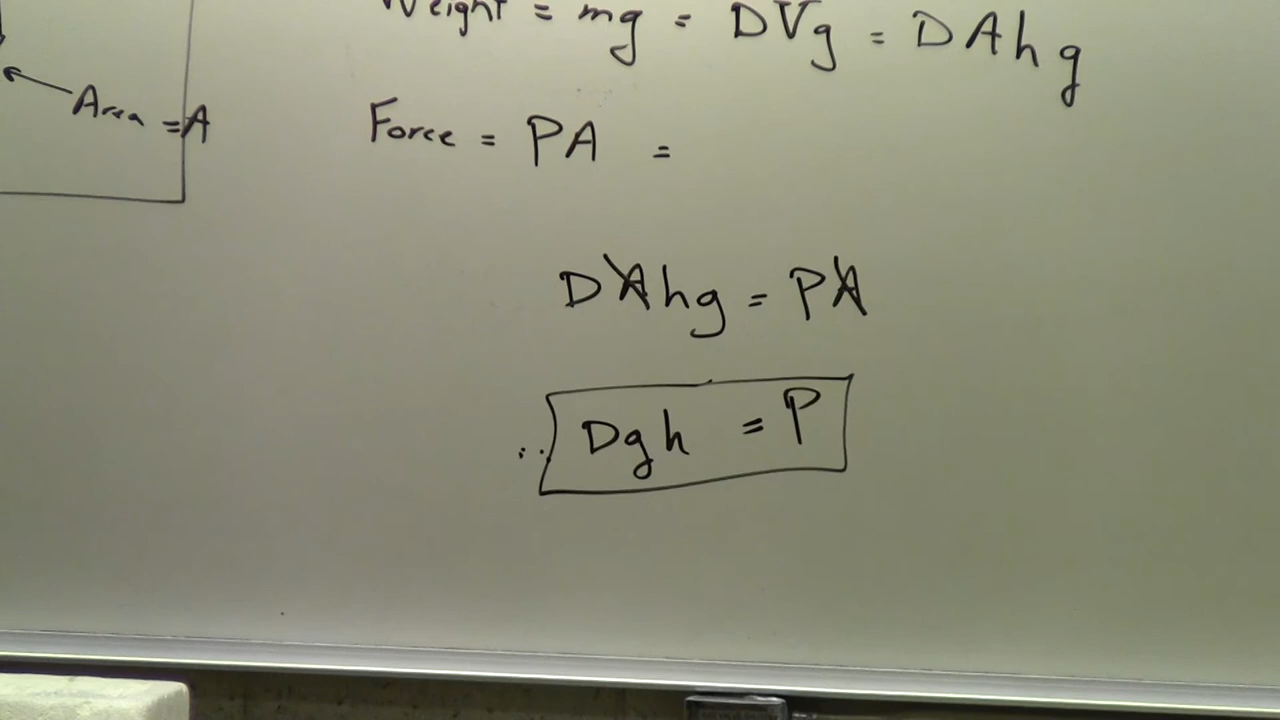 Weight = mg = DVg = DAhg
Area = A
Force = PA =
DAhg = PA
∴ Dgh = P